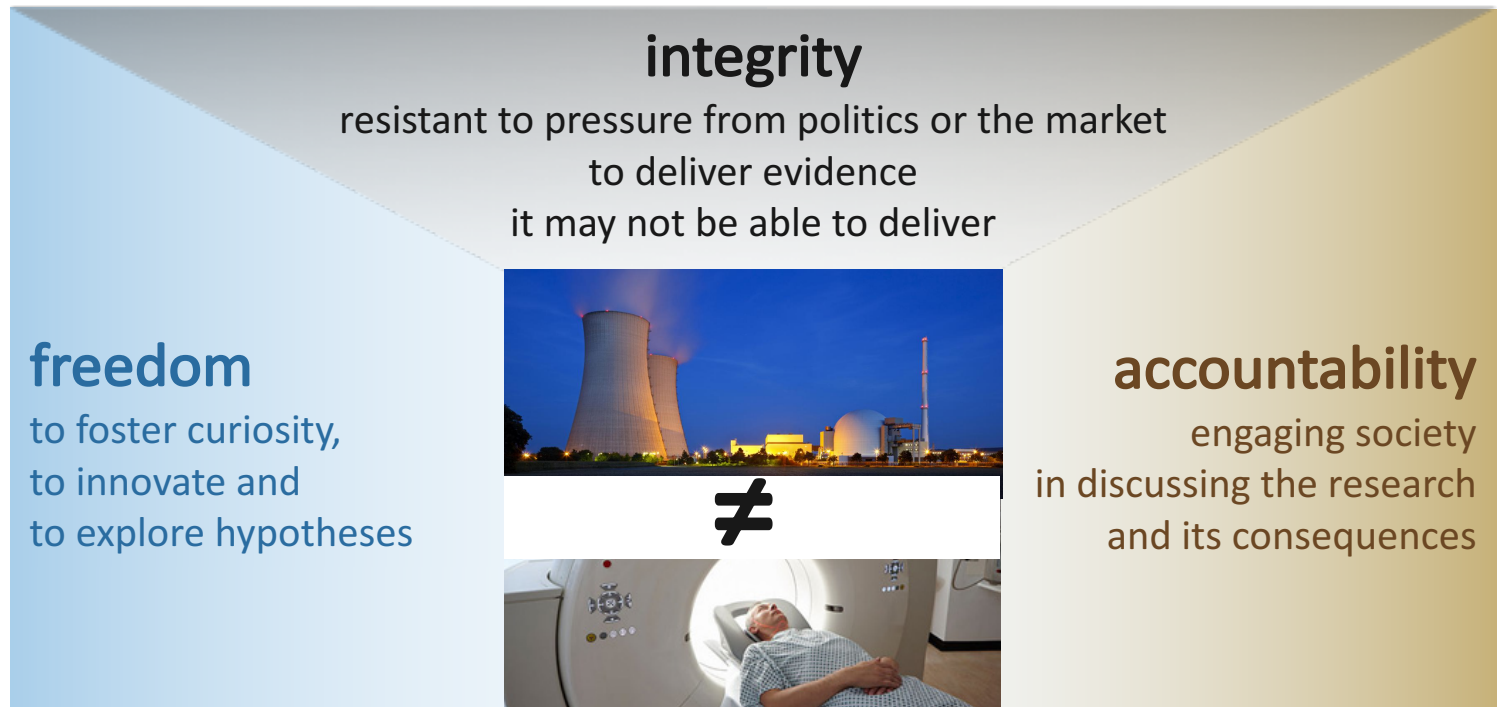 integrity
resistant to pressure from politics or the market
to deliver evidence
it may not be able to deliver
freedom
to foster curiosity,
to innovate and
to explore hypotheses
≠
accountability
engaging society
in discussing the research
and its consequences